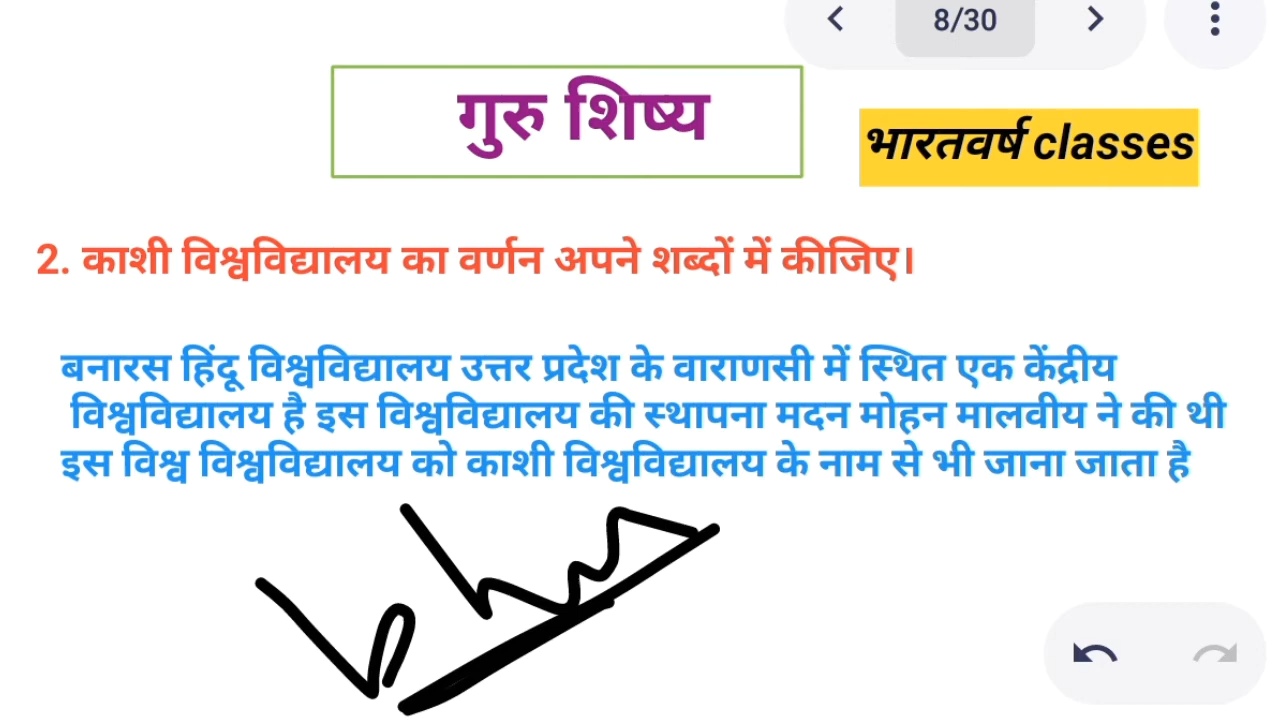 8/30
गुरु शिष्य
भारतवर्ष classes
2. काशी विश्वविद्यालय का वर्णन अपने शब्दों में कीजिए।
बनारस हिंदू विश्वविद्यालय उत्तर प्रदेश के वाराणसी में स्थित एक केंद्रीय
विश्वविद्यालय है इस विश्वविद्यालय की स्थापना मदन मोहन मालवीय ने की थी
इस विश्व विश्वविद्यालय को काशी विश्वविद्यालय के नाम से भी जाना जाता है